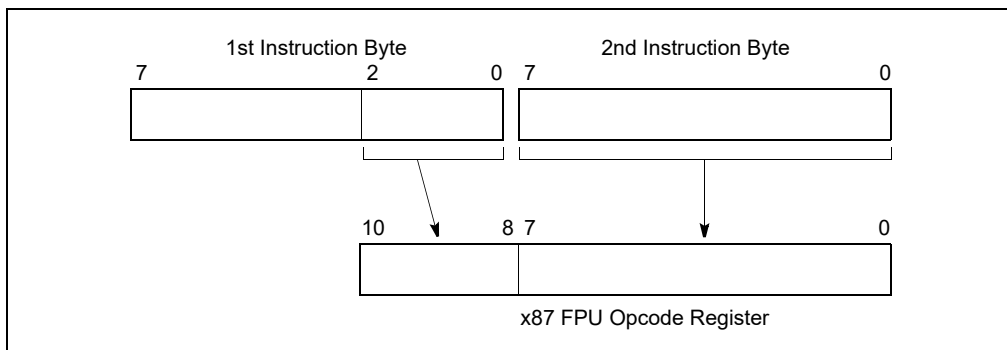 1st Instruction Byte 2nd Instruction Byte
7 2 0 7 0
10 8 7 0
x87 FPU Opcode Register